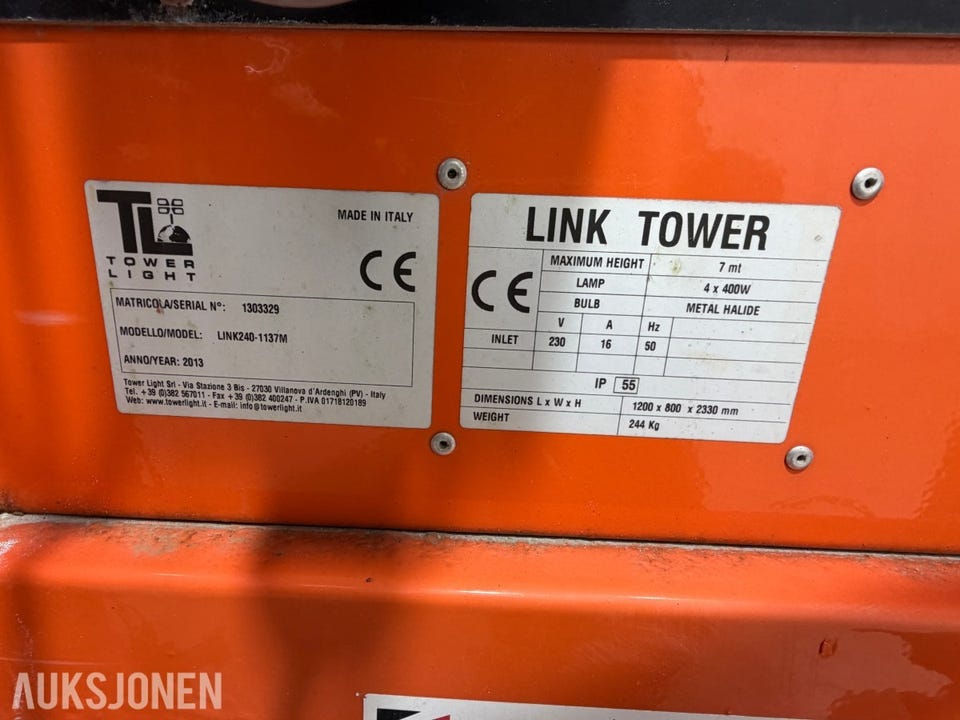 TL
TOWER
LIGHT
MADE IN ITALY
CE
MATRICOLA/SERIAL N°: 1303329
MODELLO/MODEL: LINK240-1137M
ANNO/YEAR: 2013
Tower Light Srl - Via Stazione 3 Bis - 27030 Villanova d'Ardenghi (PV) - Italy
Tel. +39 (0)382 567011 - Fax +39 (0)382 400247 - P.IVA 01718120189
Web: www.towerlight.it - E-mail: info@towerlight.it
LINK TOWER
CE
MAXIMUM HEIGHT 7 mt
LAMP 4 x 400W
BULB METAL HALIDE
V A Hz
INLET 230 16 50
IP 55
DIMENSIONS L x W x H 1200 x 800 x 2330 mm
WEIGHT 244 Kg
AUKSJONEN